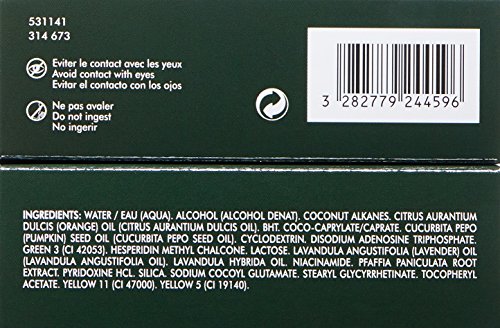 531141
314 673
Eviter le contact avec les yeux
Avoid contact with eyes
Evitar el contacto con los ojos
Ne pas avaler
Do not ingest
No ingerir
3 282779 244596
INGREDIENTS: WATER / EAU (AQUA). ALCOHOL (ALCOHOL DENAT). COCONUT ALKANES. CITRUS AURANTIUM
DULCIS (ORANGE) OIL (CITRUS AURANTIUM DULCIS OIL). BHT. COCO-CAPRYLATE/CAPRATE. CUCURBITA PEPO
(PUMPKIN) SEED OIL (CUCURBITA PEPO SEED OIL). CYCLODEXTRIN. DISODIUM ADENOSINE TRIPHOSPHATE.
GREEN 3 (CI 42053). HESPERIDIN METHYL CHALCONE. LACTOSE. LAVANDULA ANGUSTIFOLIA (LAVENDER) OIL
(LAVANDULA ANGUSTIFOLIA OIL). LAVANDULA HYBRIDA OIL. NIACINAMIDE. PFAFFIA PANICULATA ROOT
EXTRACT. PYRIDOXINE HCL. SILICA. SODIUM COCOYL GLUTAMATE. STEARYL GLYCYRRHETINATE. TOCOPHERYL
ACETATE. YELLOW 11 (CI 47000). YELLOW 5 (CI 19140).